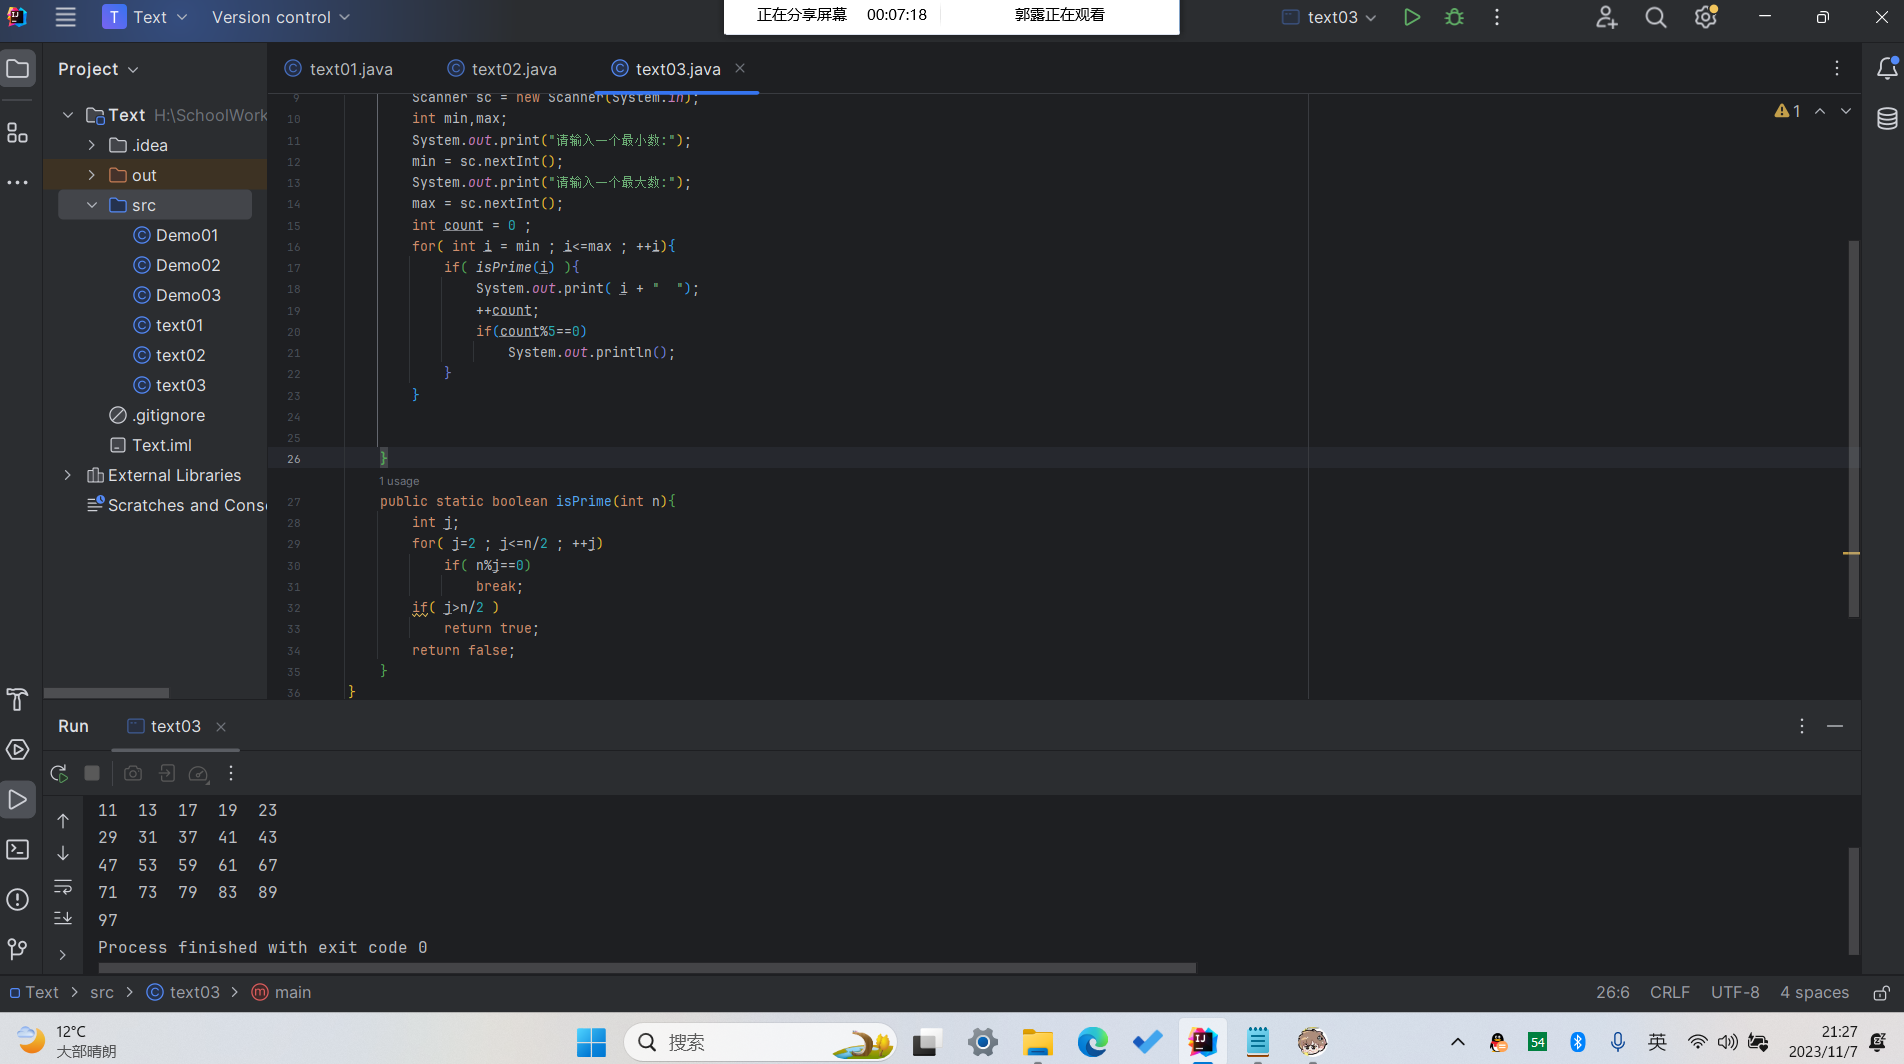 T Text Version control 正在分享屏幕 00:07:18 郭露正在观看 text03
Project text01.java text02.java text03.java
Text H:\SchoolWork
.idea
out
src
Demo01
Demo02
Demo03
text01
text02
text03
.gitignore
Text.iml
External Libraries
Scratches and Conso
1
9 Scanner sc = new Scanner(System.in);
10 int min,max;
11 System.out.print("请输入一个最小数:");
12 min = sc.nextInt();
13 System.out.print("请输入一个最大数:");
14 max = sc.nextInt();
15 int count = 0 ;
16 for( int i = min ; i<=max ; ++i){
17 if( isPrime(i) ){
18 System.out.print( i + "  ");
19 ++count;
20 if(count%5==0)
21 System.out.println();
22 }
23 }
24
25
26 }
1 usage
27 public static boolean isPrime(int n){
28 int j;
29 for( j=2 ; j<=n/2 ; ++j)
30 if( n%j==0)
31 break;
32 if( j>n/2 )
33 return true;
34 return false;
35 }
36 }
Run text03
11 13 17 19 23
29 31 37 41 43
47 53 59 61 67
71 73 79 83 89
97
Process finished with exit code 0
Text > src > text03 > main 26:6 CRLF UTF-8 4 spaces
12°C
大部晴朗
搜索
54
英
21:27
2023/11/7